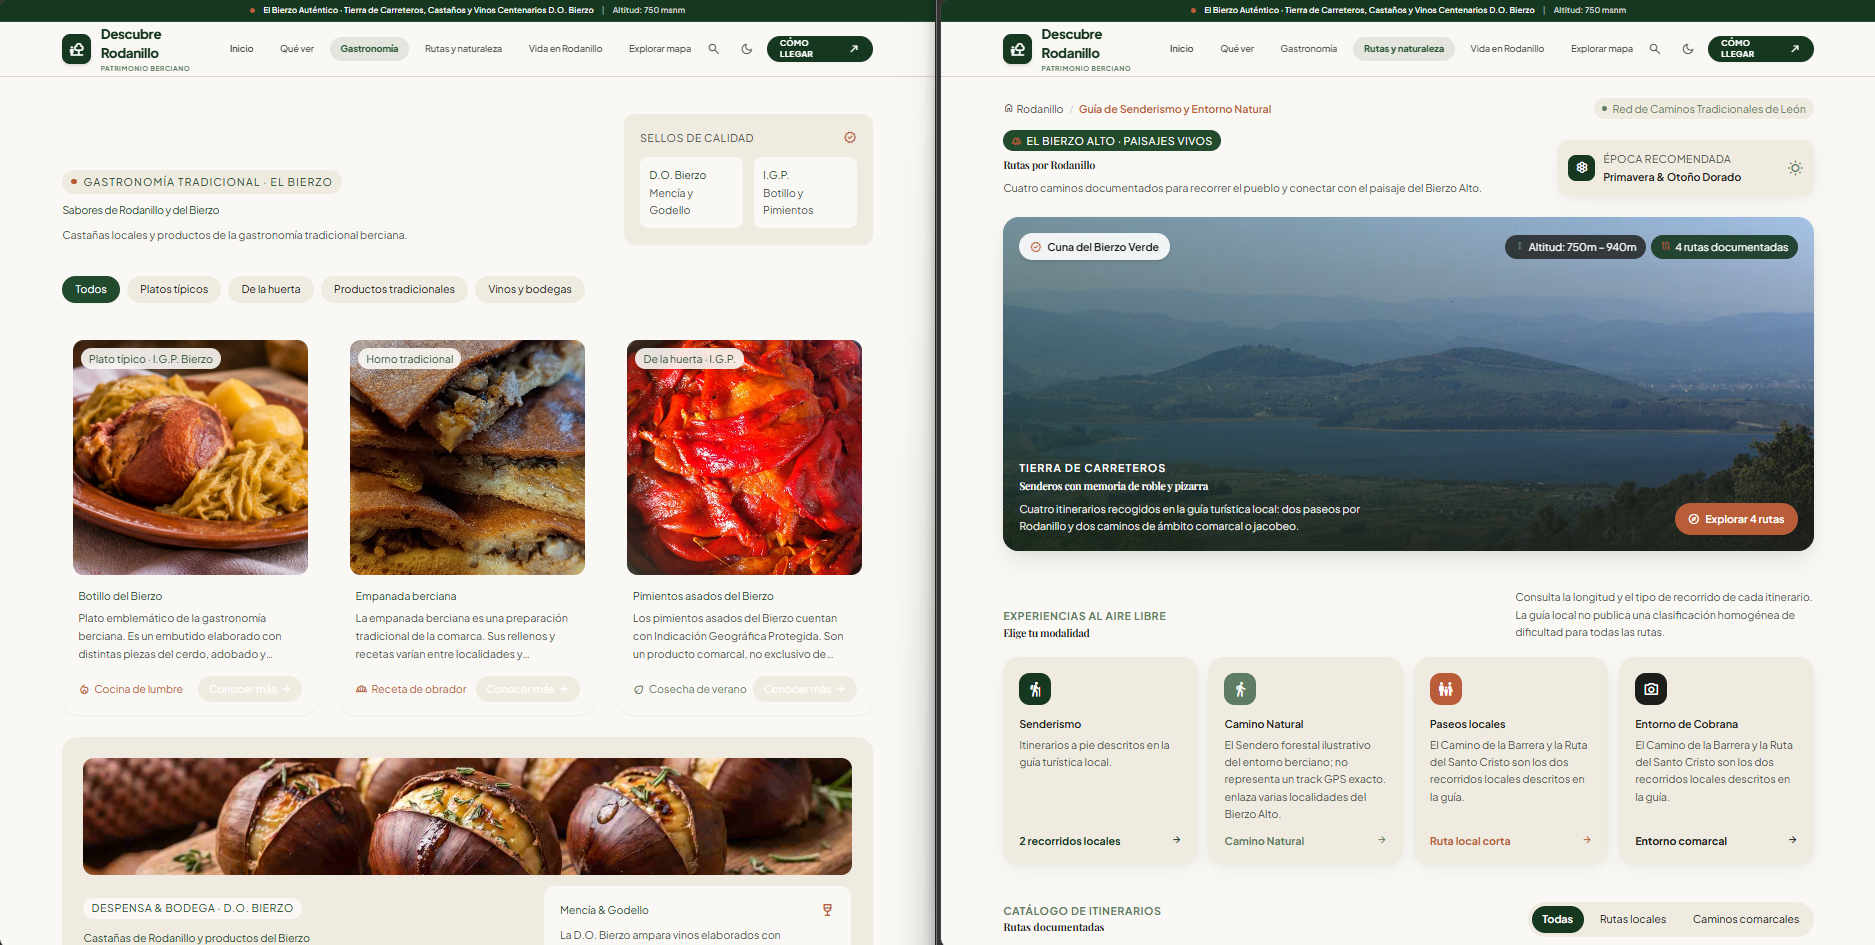 El Bierzo Auténtico · Tierra de Carreteros, Castaños y Vinos Centenarios D.O. Bierzo | Altitud: 750 msnm
Descubre
Rodanillo
PATRIMONIO BERCIANO
Inicio
Qué ver
Gastronomía
Rutas y naturaleza
Vida en Rodanillo
Explorar mapa
CÓMO
LLEGAR
SELLOS DE CALIDAD
D.O. Bierzo
Mencía y
Godello
I.G.P.
Botillo y
Pimientos
GASTRONOMÍA TRADICIONAL · EL BIERZO
Sabores de Rodanillo y del Bierzo
Castañas locales y productos de la gastronomía tradicional berciana.
Todos
Platos típicos
De la huerta
Productos tradicionales
Vinos y bodegas
Plato típico · I.G.P. Bierzo
Botillo del Bierzo
Plato emblemático de la gastronomía
berciana. Es un embutido elaborado con
distintas piezas del cerdo, adobado y...
Cocina de lumbre
Conocer más →
Horno tradicional
Empanada berciana
La empanada berciana es una preparación
tradicional de la comarca. Sus rellenos y
recetas varían entre localidades y...
Receta de obrador
Conocer más →
De la huerta · I.G.P.
Pimientos asados del Bierzo
Los pimientos asados del Bierzo cuentan
con Indicación Geográfica Protegida. Son
un producto comarcal, no exclusivo de...
Cosecha de verano
Conocer más →
DESPENSA & BODEGA · D.O. BIERZO
Castañas de Rodanillo y productos del Bierzo
Mencía & Godello
La D.O. Bierzo ampara vinos elaborados con
El Bierzo Auténtico · Tierra de Carreteros, Castaños y Vinos Centenarios D.O. Bierzo | Altitud: 750 msnm
Descubre
Rodanillo
PATRIMONIO BERCIANO
Inicio
Qué ver
Gastronomía
Rutas y naturaleza
Vida en Rodanillo
Explorar mapa
CÓMO
LLEGAR
Rodanillo / Guía de Senderismo y Entorno Natural
Red de Caminos Tradicionales de León
EL BIERZO ALTO · PAISAJES VIVOS
Rutas por Rodanillo
Cuatro caminos documentados para recorrer el pueblo y conectar con el paisaje del Bierzo Alto.
ÉPOCA RECOMENDADA
Primavera & Otoño Dorado
Cuna del Bierzo Verde
Altitud: 750m – 940m
4 rutas documentadas
TIERRA DE CARRETEROS
Senderos con memoria de roble y pizarra
Cuatro itinerarios recogidos en la guía turística local: dos paseos por
Rodanillo y dos caminos de ámbito comarcal o jacobeo.
Explorar 4 rutas
EXPERIENCIAS AL AIRE LIBRE
Elige tu modalidad
Consulta la longitud y el tipo de recorrido de cada itinerario.
La guía local no publica una clasificación homogénea de
dificultad para todas las rutas.
Senderismo
Itinerarios a pie descritos en la
guía turística local.
2 recorridos locales →
Camino Natural
El Sendero forestal ilustrativo
del entorno berciano; no
representa un track GPS exacto.
enlaza varias localidades del
Bierzo Alto.
Camino Natural →
Paseos locales
El Camino de la Barrera y la Ruta
del Santo Cristo son los dos
recorridos locales descritos en
la guía.
Ruta local corta →
Entorno de Cobrana
El Camino de la Barrera y la Ruta
del Santo Cristo son los dos
recorridos locales descritos en
la guía.
Entorno comarcal →
CATÁLOGO DE ITINERARIOS
Rutas documentadas
Todas
Rutas locales
Caminos comarcales